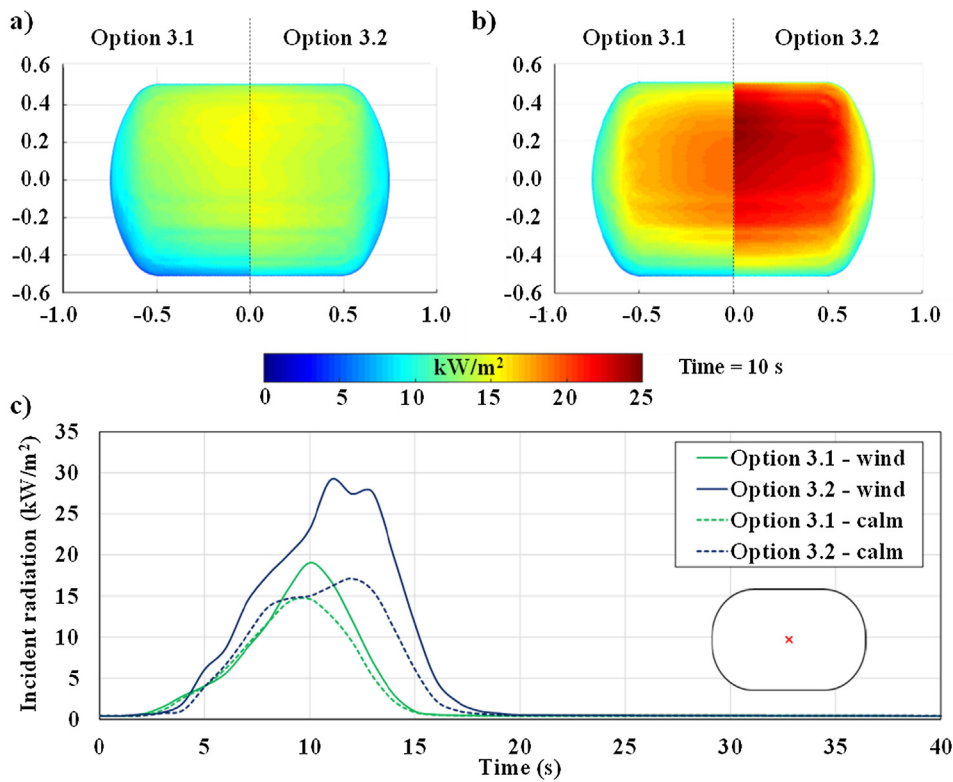 a)
Option 3.1
Option 3.2
0.6
0.4
0.2
0.0
-0.2
-0.4
-0.6
-1.0
-0.5
0.0
0.5
1.0
b)
Option 3.1
Option 3.2
0.6
0.4
0.2
0.0
-0.2
-0.4
-0.6
-1.0
-0.5
0.0
0.5
1.0
kW/m²
0 5 10 15 20 25
Time = 10 s
c)
Incident radiation (kW/m²)
35
30
25
20
15
10
5
0
Option 3.1 - wind
Option 3.2 - wind
Option 3.1 - calm
Option 3.2 - calm
0 5 10 15 20 25 30 35 40
Time (s)